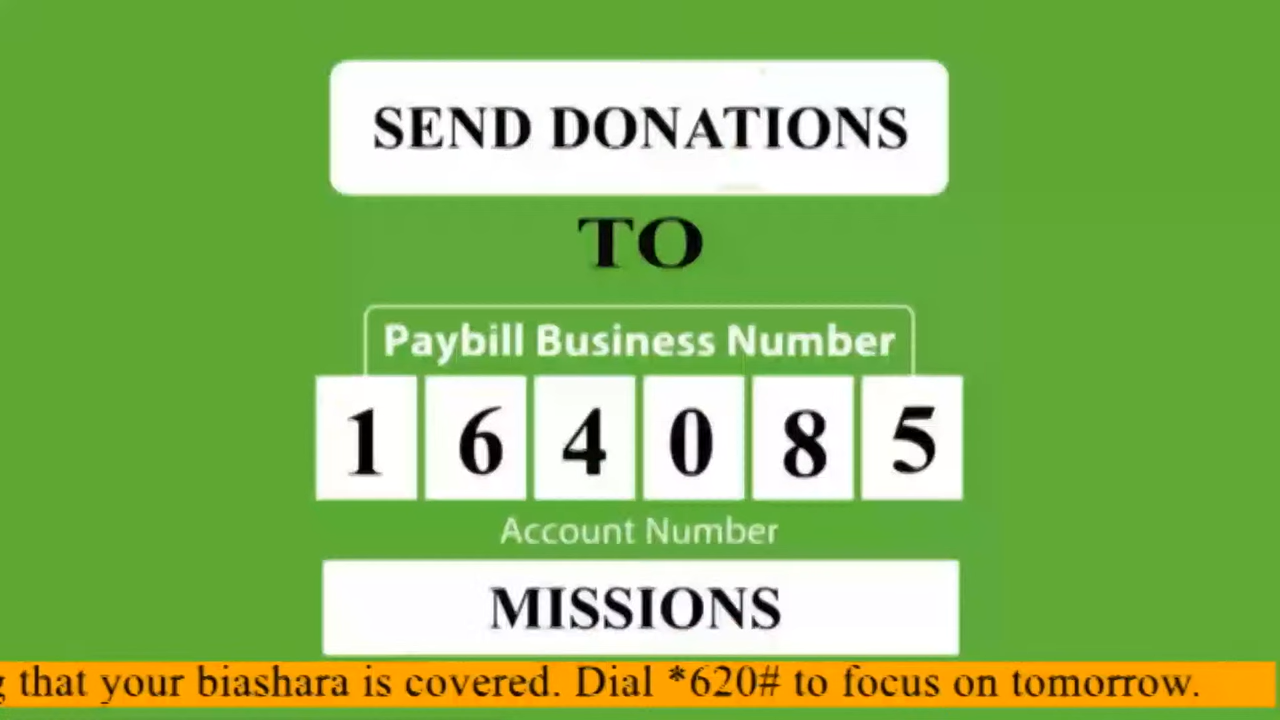 SEND DONATIONS
TO
Paybill Business Number
1 6 4 0 8 5
Account Number
MISSIONS
that your biashara is covered. Dial *620# to focus on tomorrow.